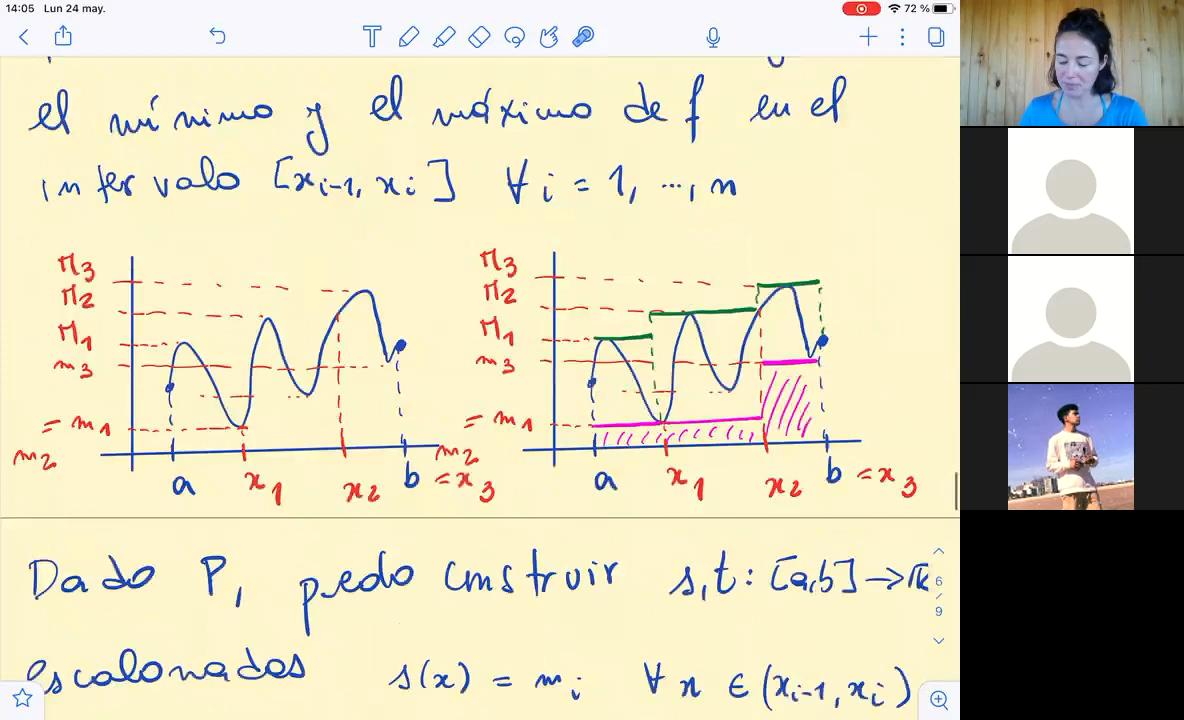 14:05 Lun 24 may. 72 %
el mínimo y el máximo de f en el
intervalo [xi-1, xi] ∀ i = 1, ..., n
M3 M3
M2 M2
M1 M1
m3 m3
= m1 = m1
m2 m2
a x1 x2 b = x3 a x1 x2 b = x3
Dado P, puedo construir s,t: [a,b] → ℝ
6 / 9
escalonadas s(x) = mi ∀ x ∈ (xi-1, xi)